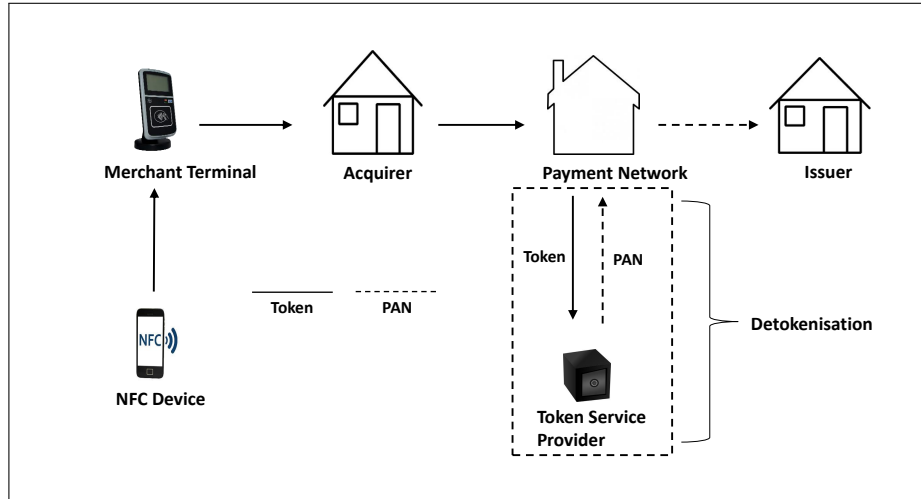 Merchant Terminal
Acquirer
Payment Network
Issuer
Token
PAN
Token
PAN
Detokenisation
NFC
NFC Device
Token Service
Provider